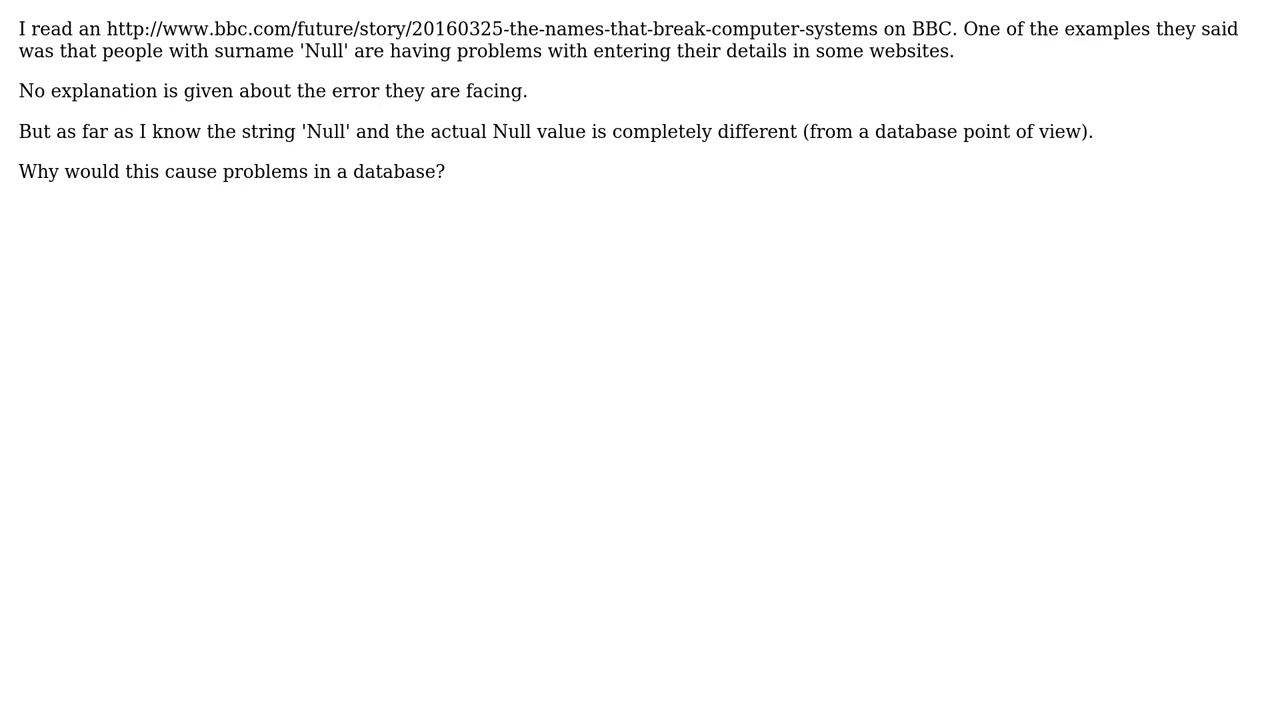 I read an http://www.bbc.com/future/story/20160325-the-names-that-break-computer-systems on BBC. One of the examples they said
was that people with surname 'Null' are having problems with entering their details in some websites.
No explanation is given about the error they are facing.
But as far as I know the string 'Null' and the actual Null value is completely different (from a database point of view).
Why would this cause problems in a database?